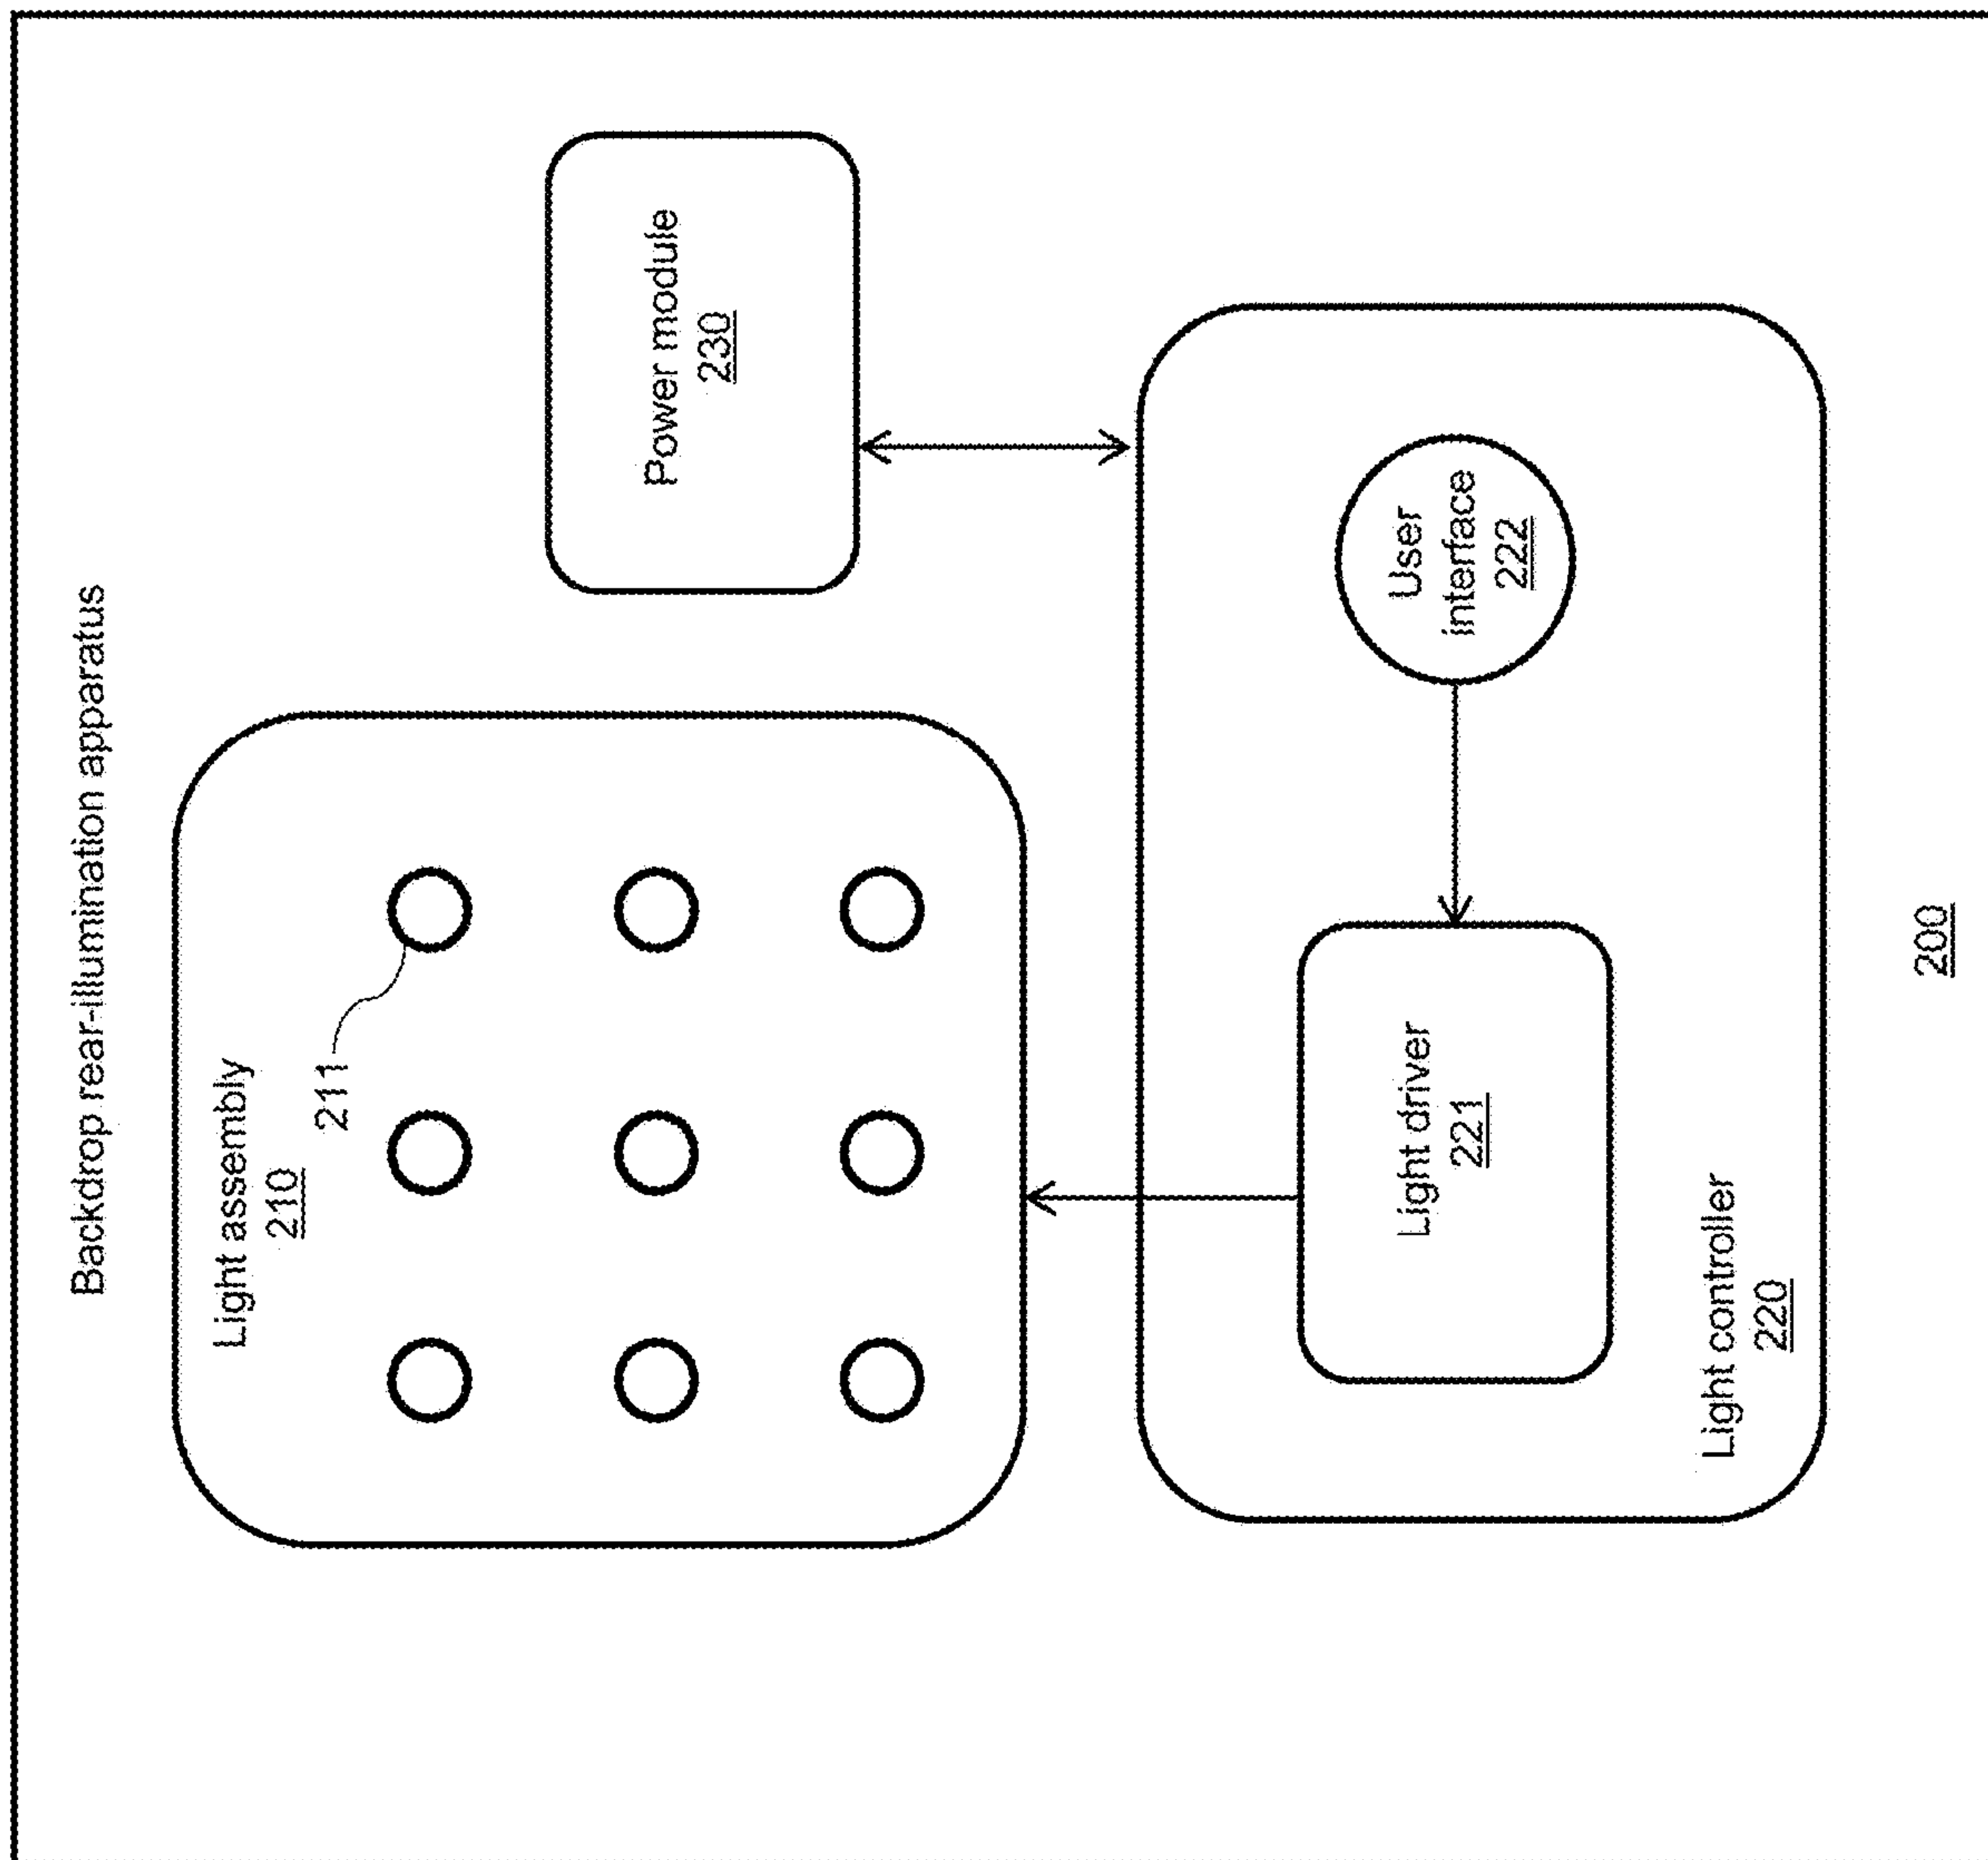 Backdrop rear-illumination apparatus
Light assembly
210
211
Power module
230
Light driver
221
User
interface
222
Light controller
220
200